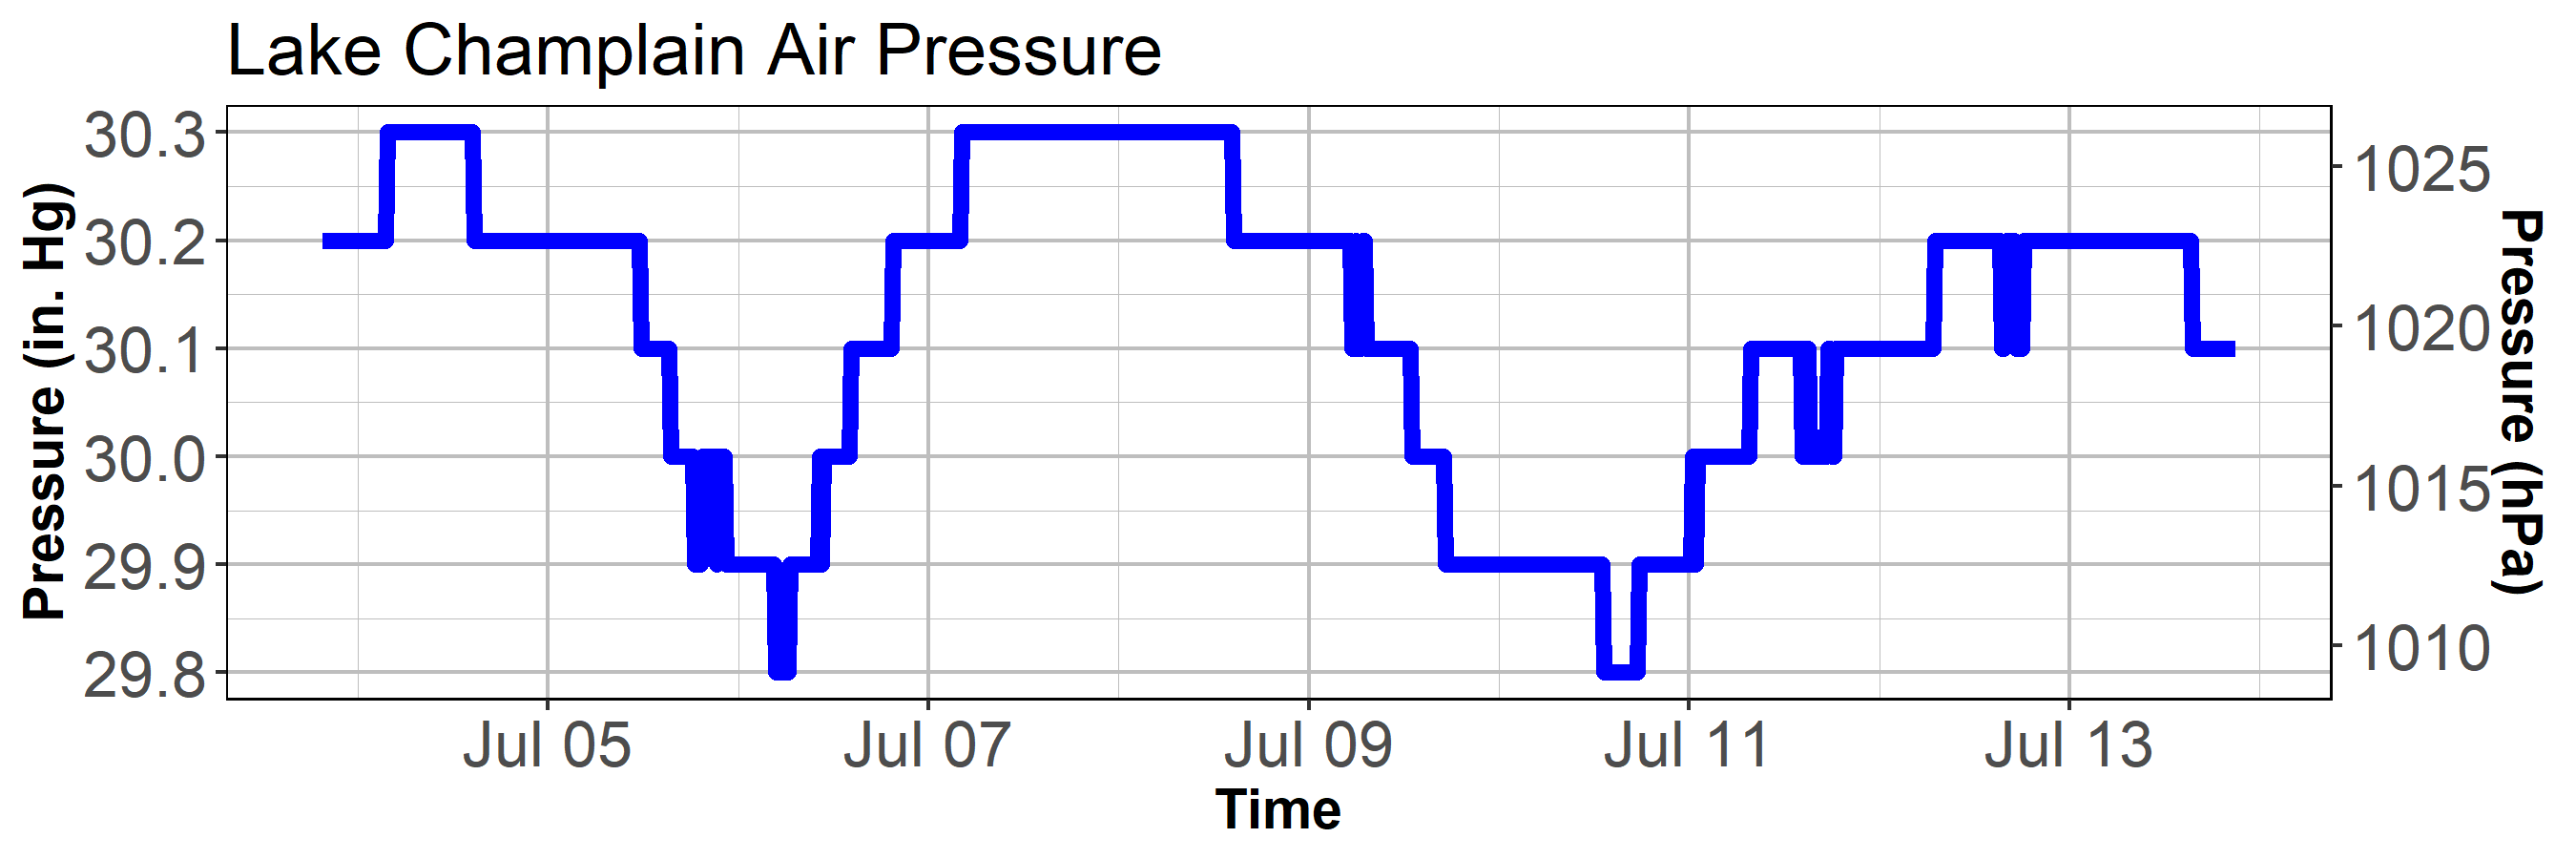 Lake Champlain Air Pressure
Pressure (in. Hg)
30.3
30.2
30.1
30.0
29.9
29.8
1025
1020
1015
1010
Pressure (hPa)
Jul 05 Jul 07 Jul 09 Jul 11 Jul 13
Time